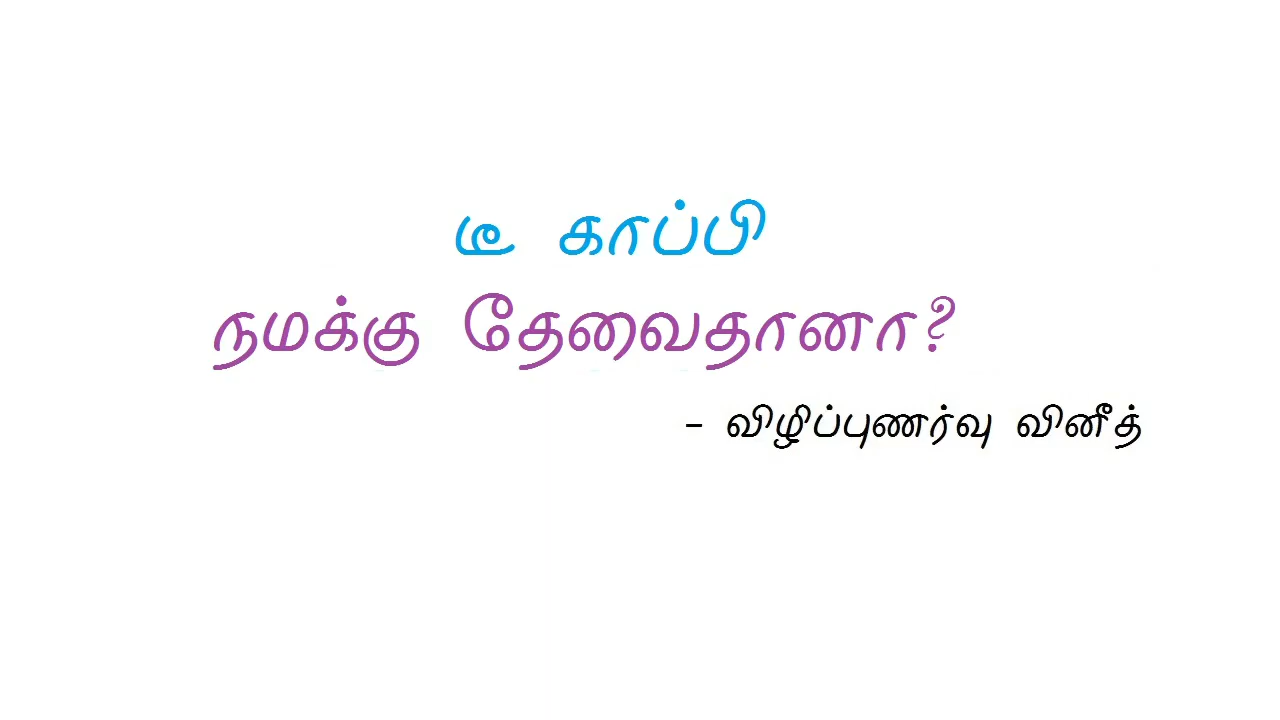 டீ காப்பி
நமக்கு தேவைதானா?
- விழிப்புணர்வு வினீத்